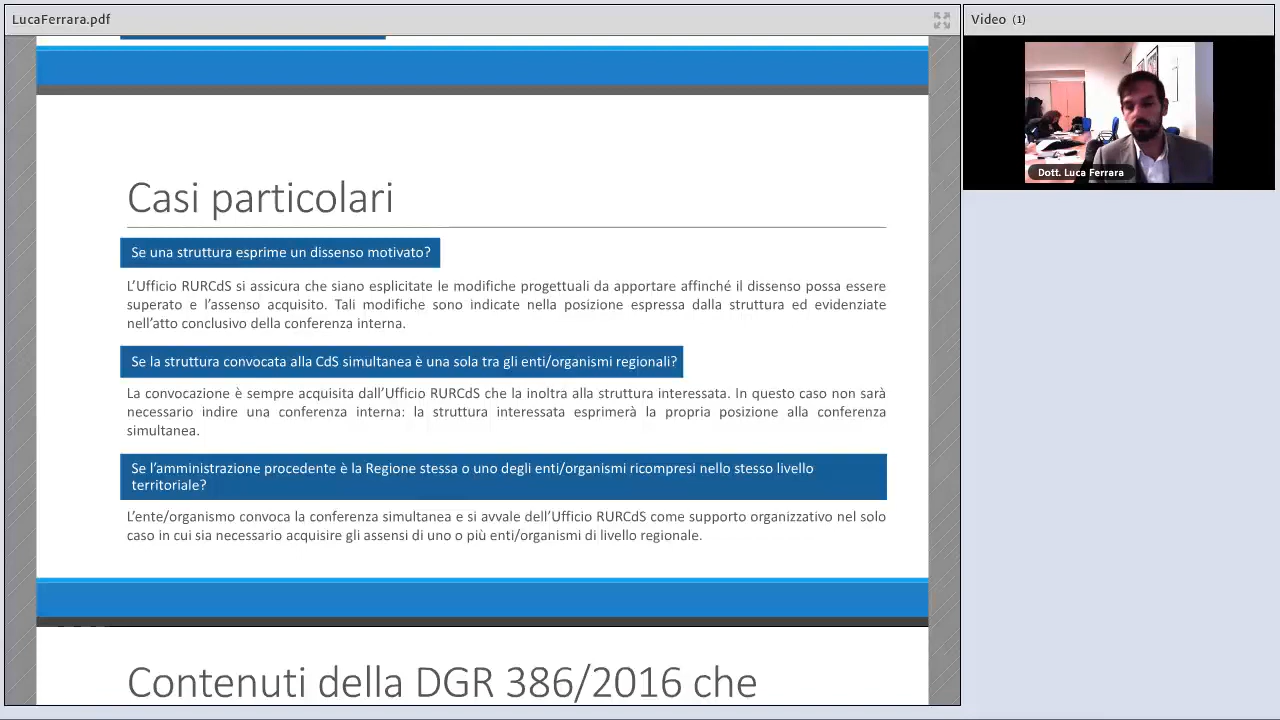 LucaFerrara.pdf
Video (1)
Dott. Luca Ferrara
Casi particolari
Se una struttura esprime un dissenso motivato?
L’Ufficio RURCdS si assicura che siano esplicitate le modifiche progettuali da apportare affinché il dissenso possa essere
superato e l’assenso acquisito. Tali modifiche sono indicate nella posizione espressa dalla struttura ed evidenziate
nell’atto conclusivo della conferenza interna.
Se la struttura convocata alla CdS simultanea è una sola tra gli enti/organismi regionali?
La convocazione è sempre acquisita dall’Ufficio RURCdS che la inoltra alla struttura interessata. In questo caso non sarà
necessario indire una conferenza interna: la struttura interessata esprimerà la propria posizione alla conferenza
simultanea.
Se l’amministrazione procedente è la Regione stessa o uno degli enti/organismi ricompresi nello stesso livello
territoriale?
L’ente/organismo convoca la conferenza simultanea e si avvale dell’Ufficio RURCdS come supporto organizzativo nel solo
caso in cui sia necessario acquisire gli assensi di uno o più enti/organismi di livello regionale.
Contenuti della DGR 386/2016 che